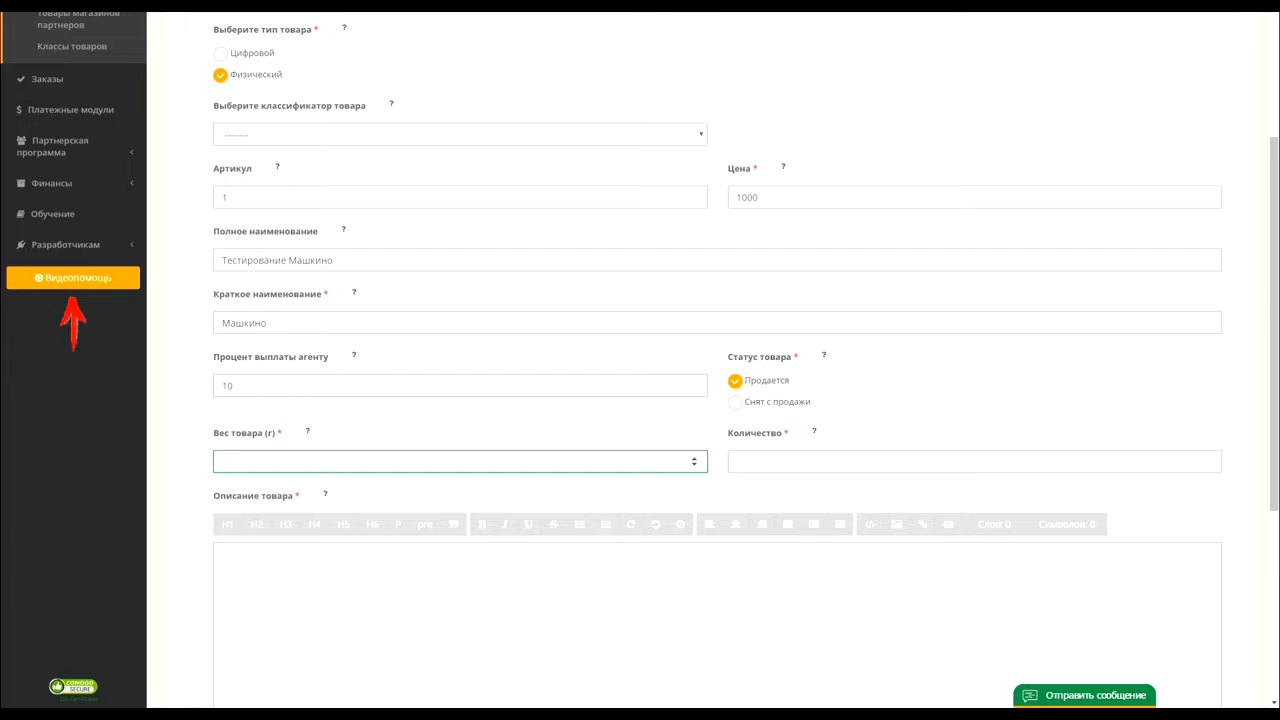 Товары магазинов
партнеров
Классы товаров
Заказы
$ Платежные модули
Партнерская
программа
Финансы
Обучение
Разработчикам
Видеопомощь
COMODO
SECURE
Выберите тип товара * ?
Цифровой
Физический
Выберите классификатор товара ?
--------
Артикул ? Цена * ?
1 1000
Полное наименование ?
Тестирование Машкино
Краткое наименование * ?
Машкино
Процент выплаты агенту ? Статус товара * ?
10 Продается
Снят с продажи
Вес товара (г) * ? Количество * ?
Описание товара * ?
H1 H2 H3 H4 H5 H6 P pre B I U S Слов: 0 Символов: 0
Отправить сообщение